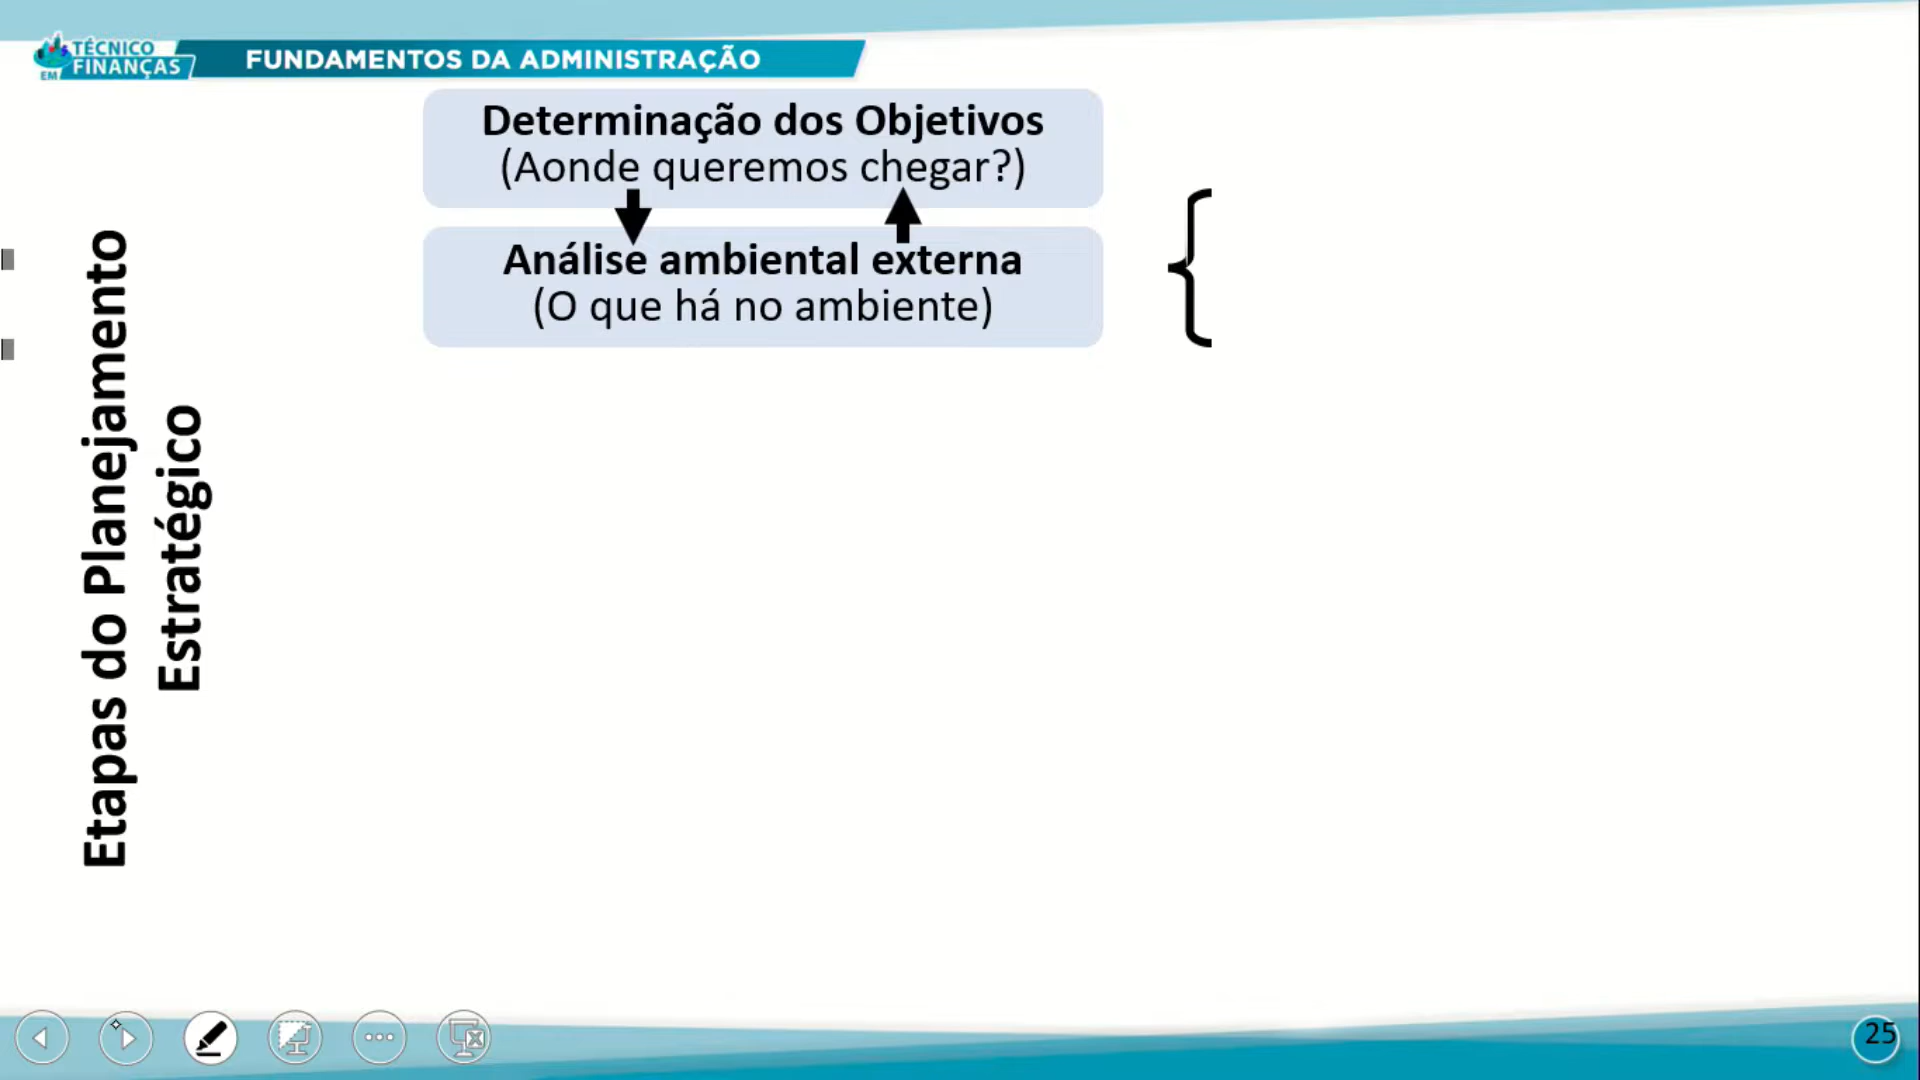 TÉCNICO
EM FINANÇAS
FUNDAMENTOS DA ADMINISTRAÇÃO
Determinação dos Objetivos
(Aonde queremos chegar?)
Análise ambiental externa
(O que há no ambiente)
Etapas do Planejamento
Estratégico
25